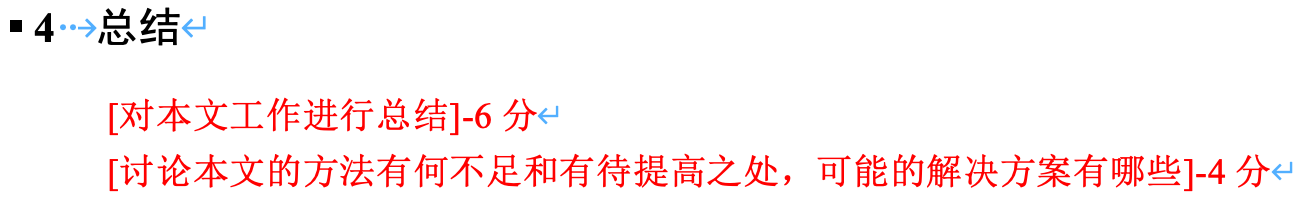 4 总结
[对本文工作进行总结]-6 分
[讨论本文的方法有何不足和有待提高之处，可能的解决方案有哪些]-4 分